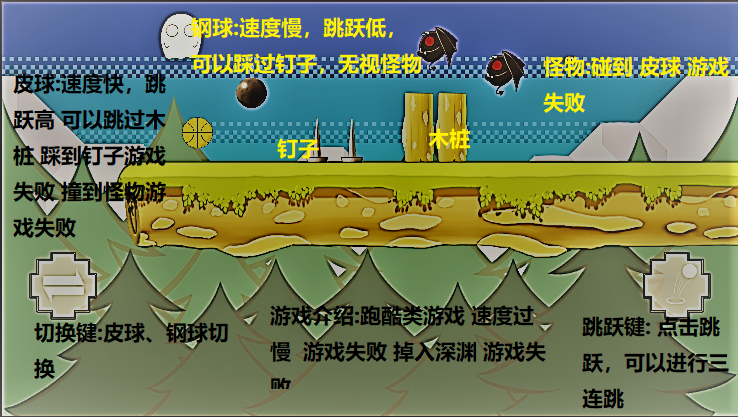 钢球:速度慢，跳跃低，
可以踩过钉子，无视怪物
怪物:碰到 皮球 游戏
失败
皮球:速度快，跳
跃高 可以跳过木
桩 踩到钉子游戏
失败 撞到怪物游
戏失败
钉子
木桩
切换键:皮球、钢球切
换
游戏介绍:跑酷类游戏 速度过
慢 游戏失败 掉入深渊 游戏失
败
跳跃键: 点击跳
跃，可以进行三
连跳